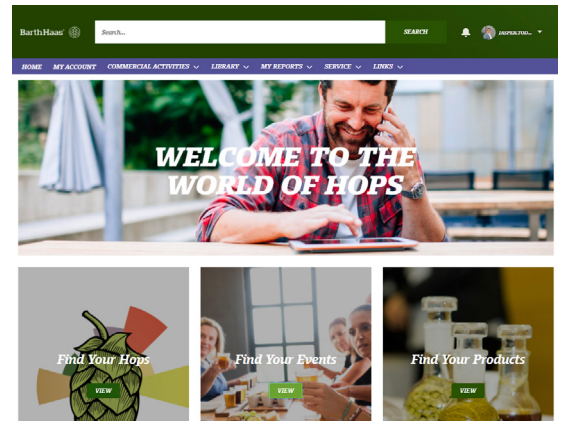 BarthHaas
Search...
SEARCH
HOME MY ACCOUNT COMMERCIAL ACTIVITIES LIBRARY MY REPORTS SERVICE LINKS
WELCOME TO THE
WORLD OF HOPS
Find Your Hops
Find Your Events
Find Your Products
VIEW
VIEW
VIEW